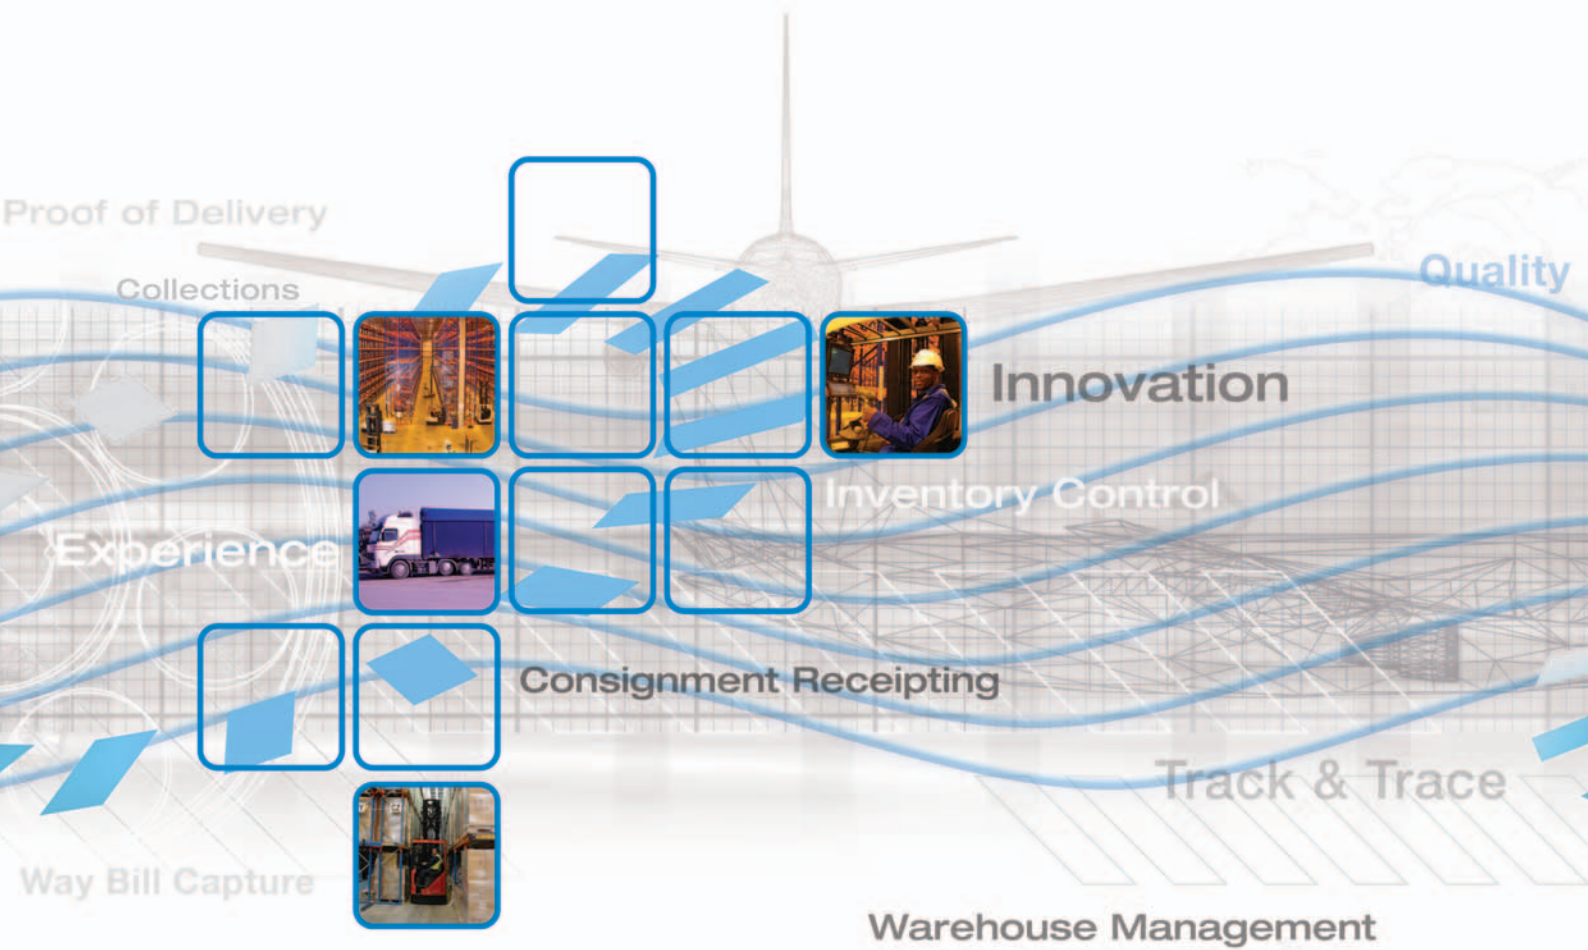 Proof of Delivery
Quality
Collections
Innovation
Inventory Control
Experience
Consignment Receipting
Track & Trace
Way Bill Capture
Warehouse Management